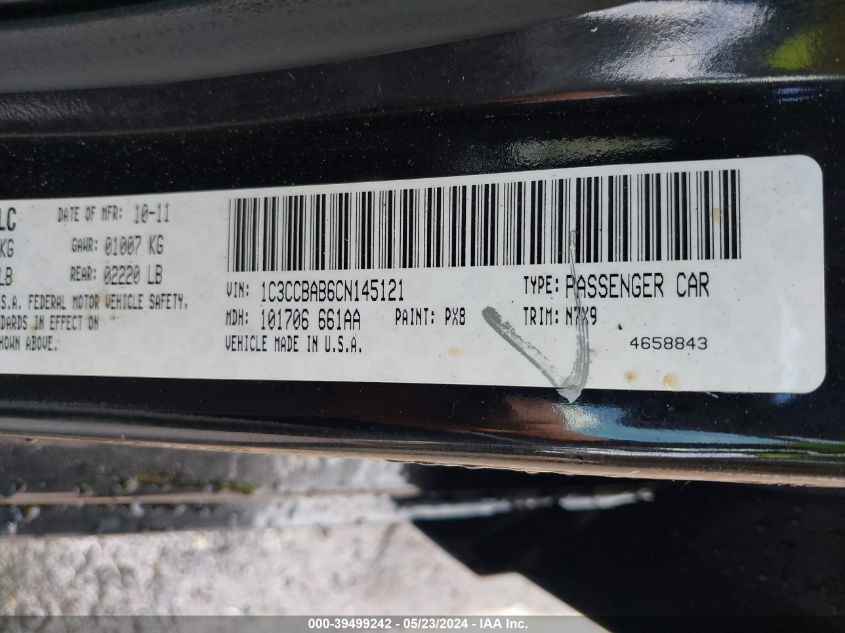 LC DATE OF MFR: 10-11
KG GAWR: 01007 KG
LB REAR: 02220 LB
S.A. FEDERAL MOTOR VEHICLE SAFETY,
NDARDS IN EFFECT ON
SHOWN ABOVE.
VIN: 1C3CCBAB6CN145121 TYPE: PASSENGER CAR
MDH: 101706 661AA PAINT: PX8 TRIM: N7X9
VEHICLE MADE IN U.S.A. 4658843
000-39499242 - 05/23/2024 - © IAA Inc.